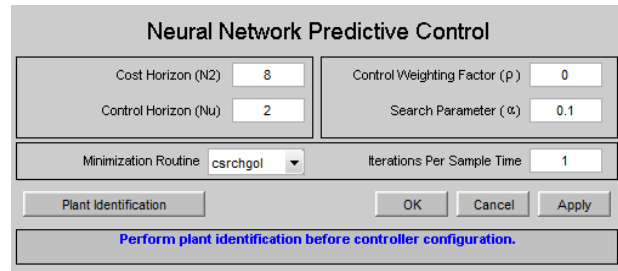 Neural Network Predictive Control
Cost Horizon (N2) 8 Control Weighting Factor (ρ) 0
Control Horizon (Nu) 2 Search Parameter (α) 0.1
Minimization Routine csrchgol Iterations Per Sample Time 1
Plant Identification OK Cancel Apply
Perform plant identification before controller configuration.